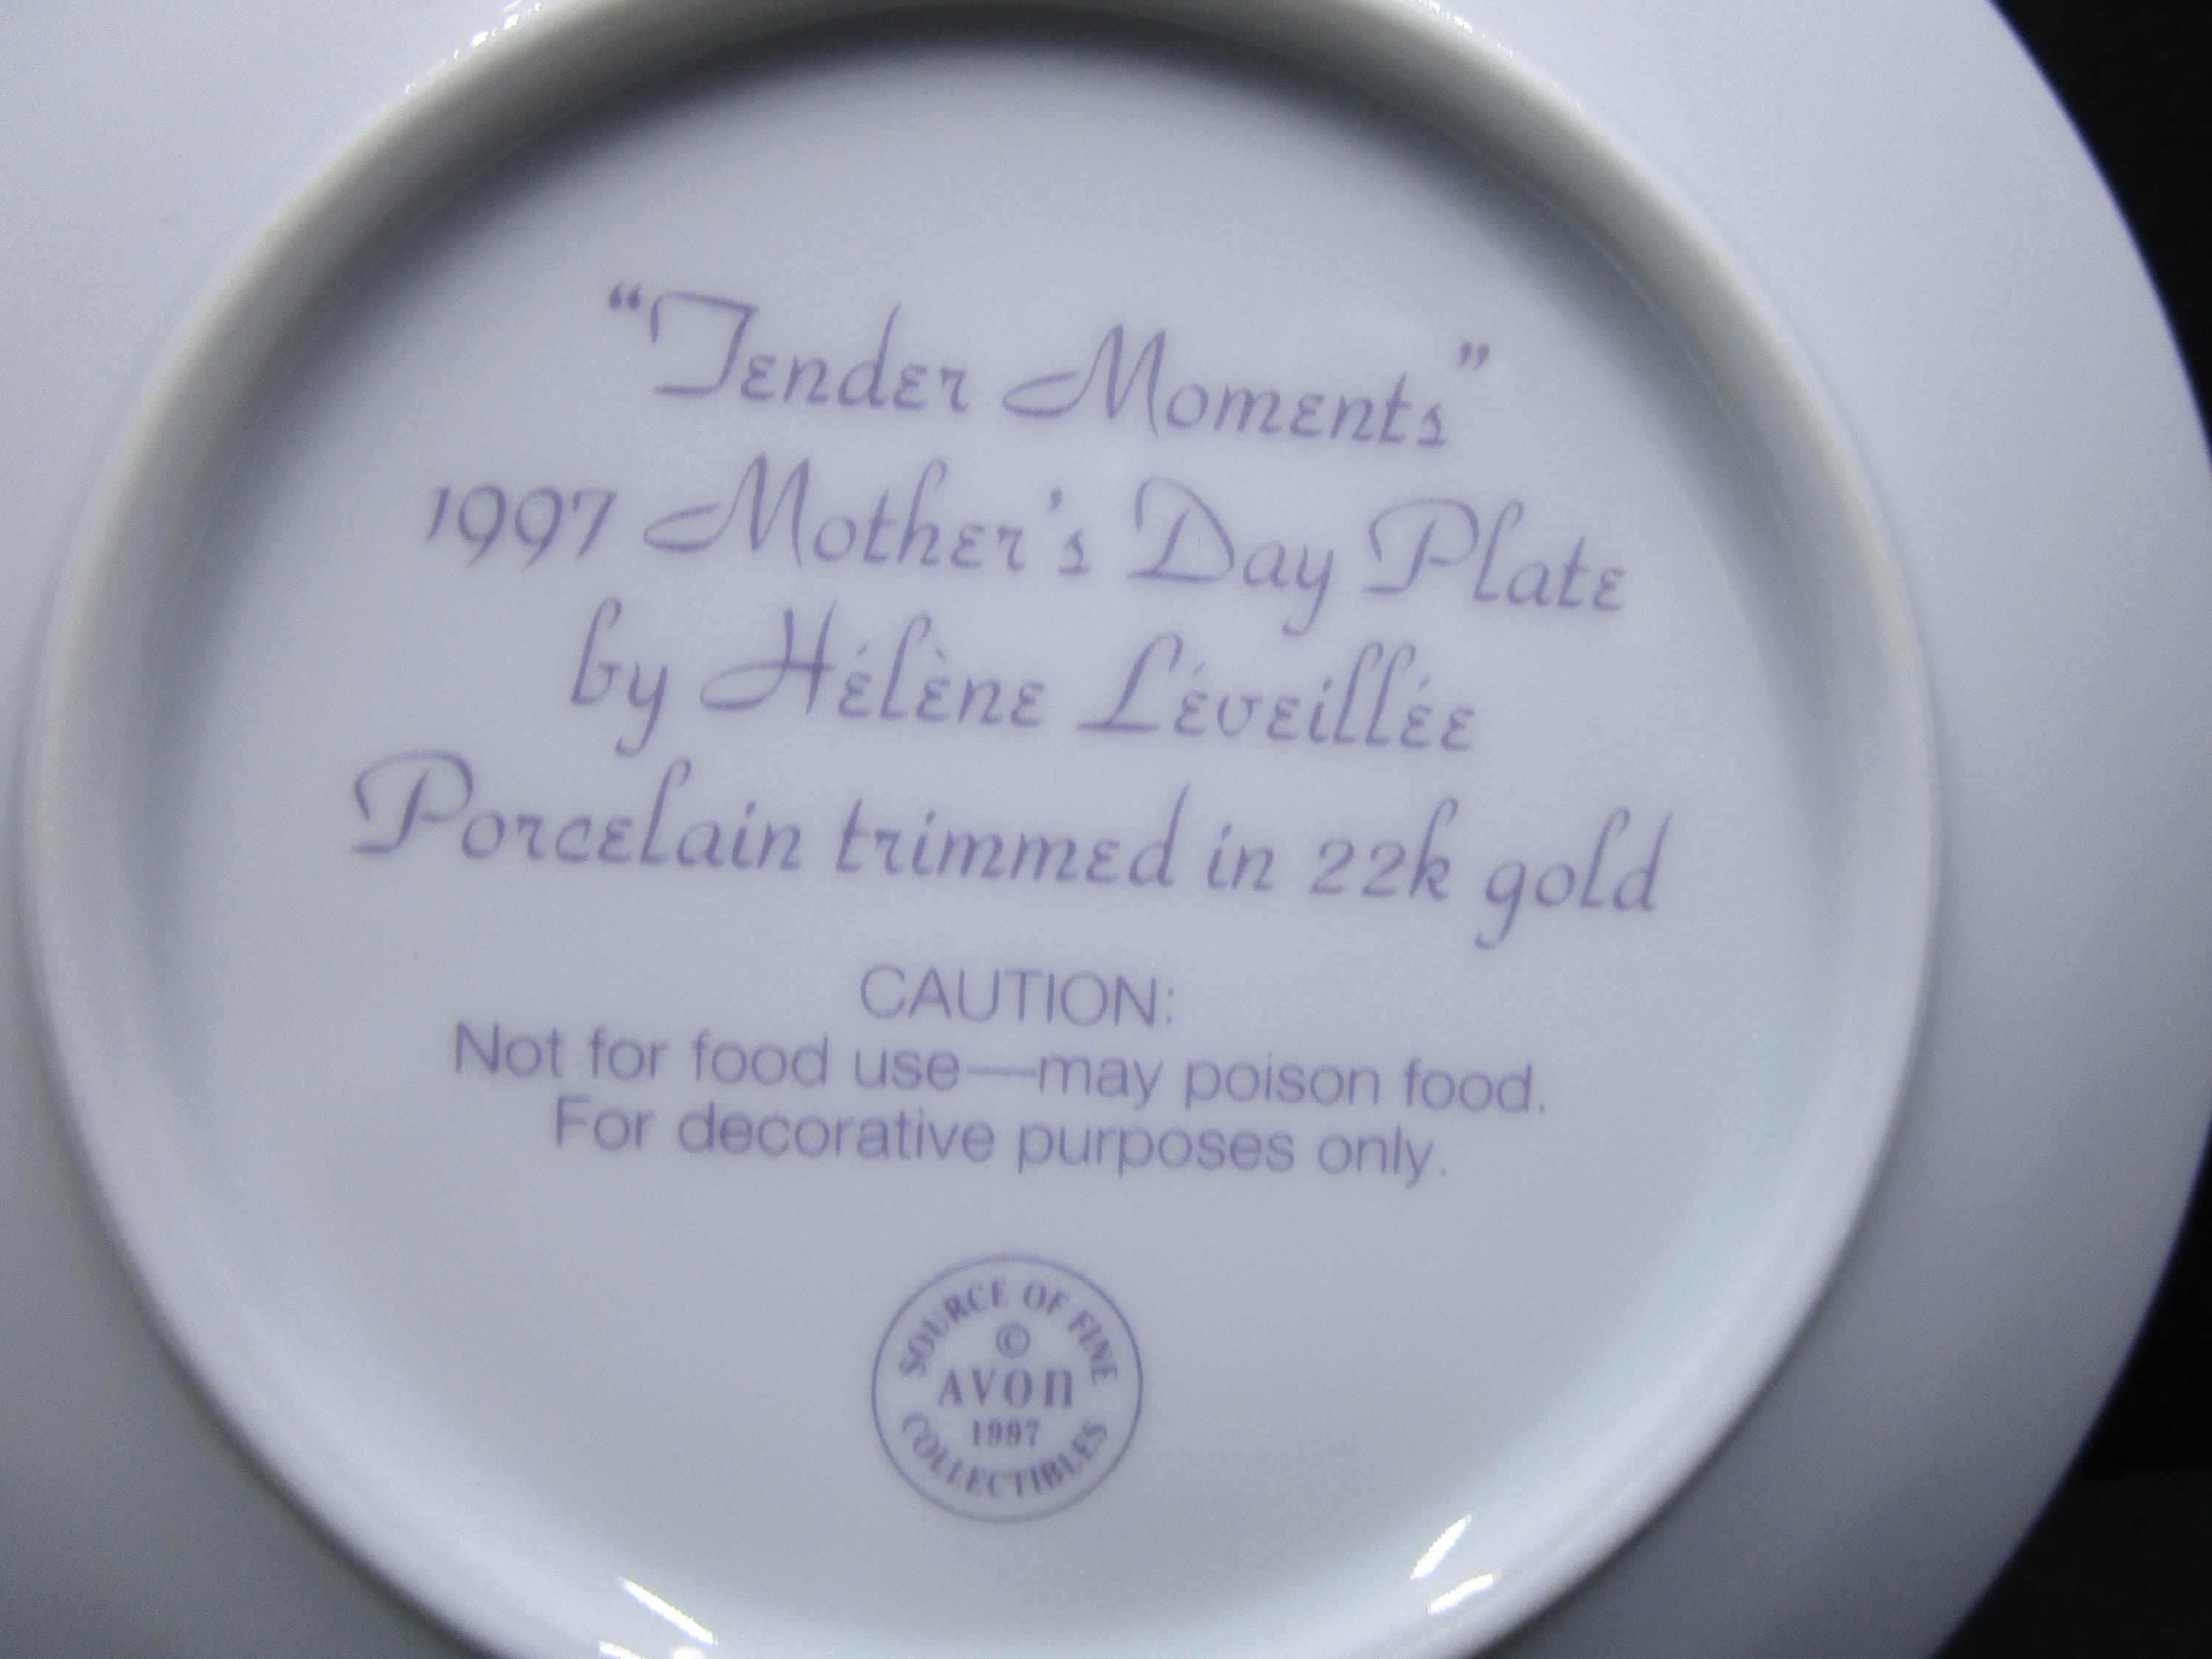 “Tender Moments”
1997 Mother’s Day Plate
by Hélène Léveillée
Porcelain trimmed in 22k gold
CAUTION:
Not for food use—may poison food.
For decorative purposes only.
SOURCE OF FINE
©
AVON
1997
COLLECTIBLES